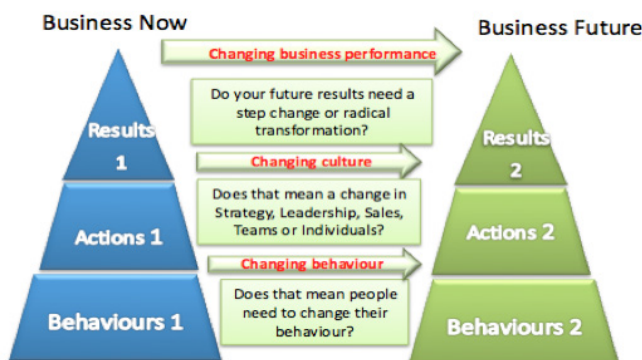 Business Now
Business Future
Changing business performance
Do your future results need a
step change or radical
transformation?
Results
1
Results
2
Changing culture
Does that mean a change in
Strategy, Leadership, Sales,
Teams or Individuals?
Actions 1
Actions 2
Changing behaviour
Does that mean people
need to change their
behaviour?
Behaviours 1
Behaviours 2